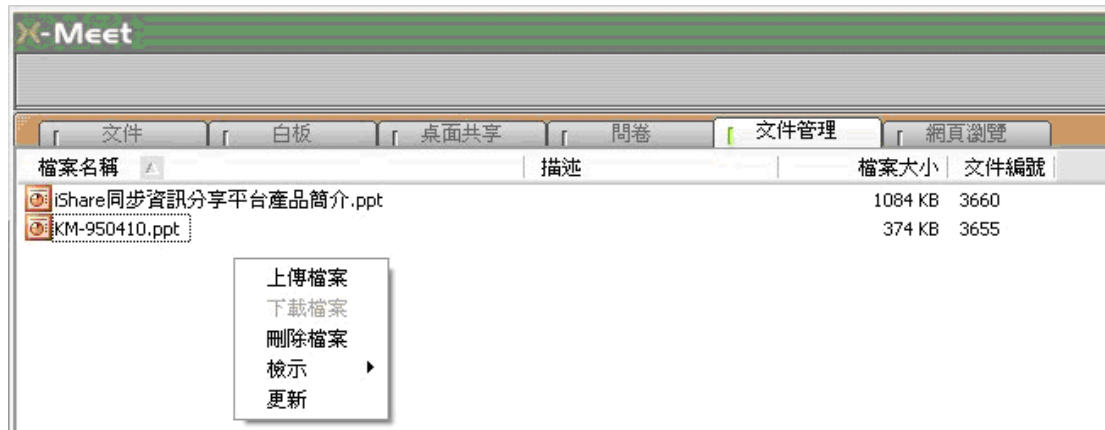 X-Meet
文件 白板 桌面共享 問卷 文件管理 網頁瀏覽
檔案名稱 描述 檔案大小 文件編號
iShare同步資訊分享平台產品簡介.ppt 1084 KB 3660
KM-950410.ppt 374 KB 3655
上傳檔案
下載檔案
刪除檔案
檢示
更新